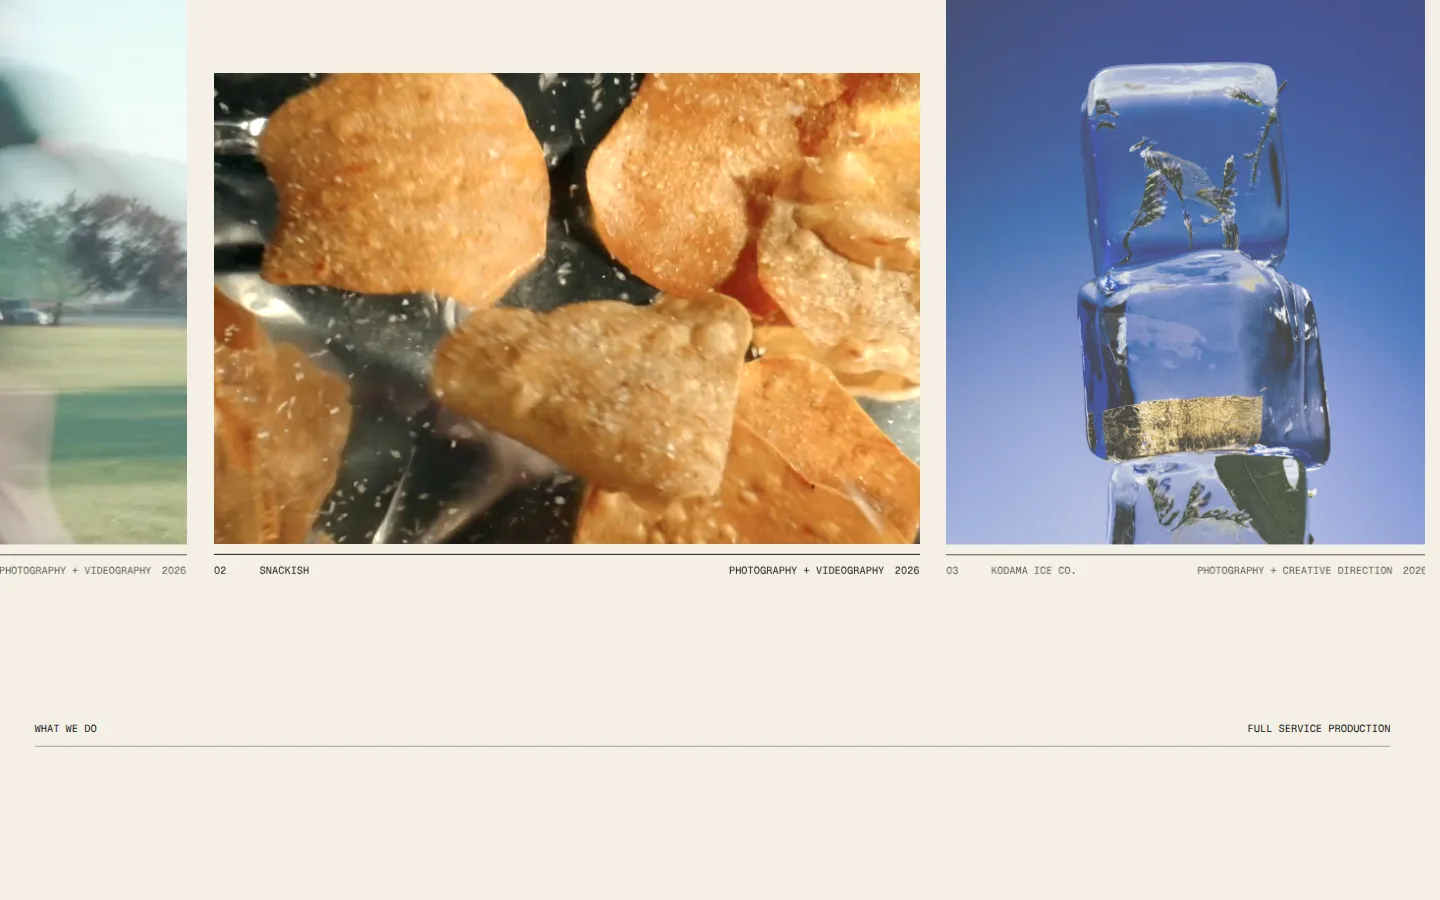 PHOTOGRAPHY + VIDEOGRAPHY 2026
02 SNACKISH PHOTOGRAPHY + VIDEOGRAPHY 2026
03 KODAMA ICE CO. PHOTOGRAPHY + CREATIVE DIRECTION 2026
WHAT WE DO FULL SERVICE PRODUCTION